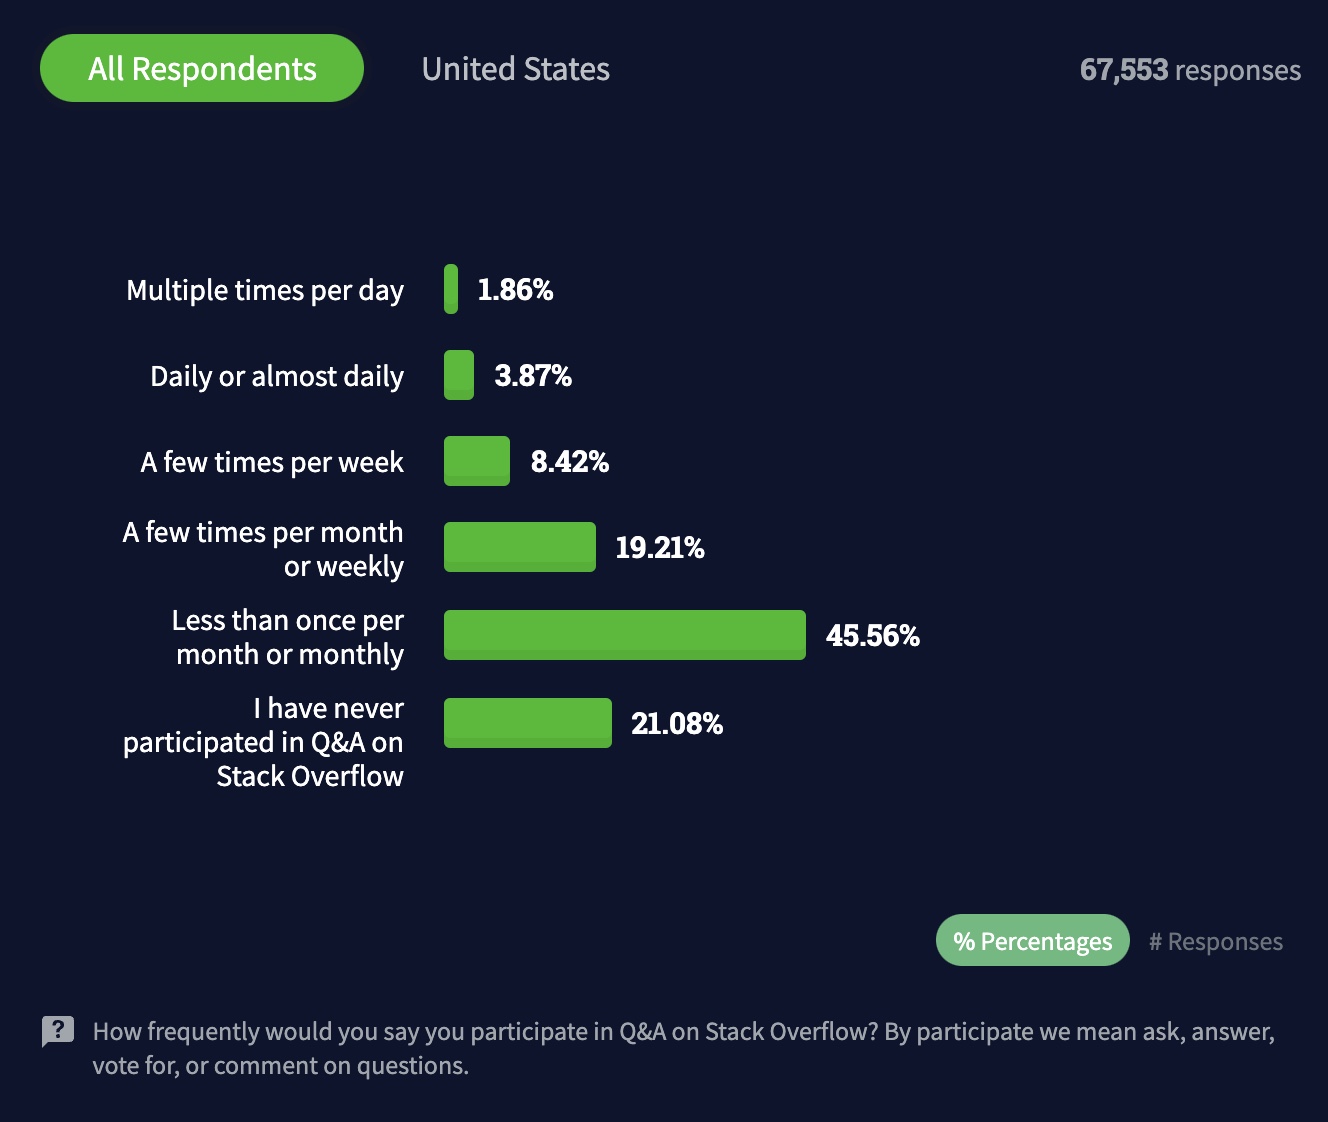 All Respondents
United States
67,553 responses
Multiple times per day
1.86%
Daily or almost daily
3.87%
A few times per week
8.42%
A few times per month
or weekly
19.21%
Less than once per
month or monthly
45.56%
I have never
participated in Q&A on
Stack Overflow
21.08%
% Percentages
# Responses
? How frequently would you say you participate in Q&A on Stack Overflow? By participate we mean ask, answer,
vote for, or comment on questions.